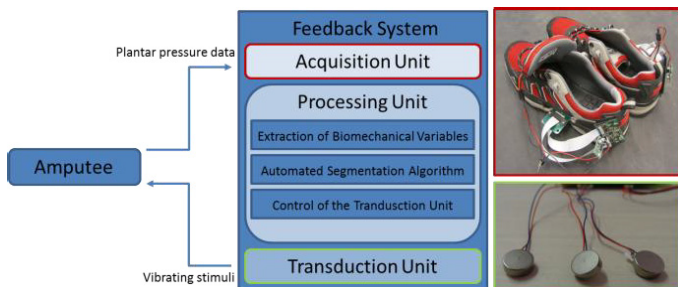 Feedback System
Plantar pressure data
Acquisition Unit
Processing Unit
Extraction of Biomechanical Variables
Amputee
Automated Segmentation Algorithm
Control of the Trandusction Unit
Vibrating stimuli
Transduction Unit